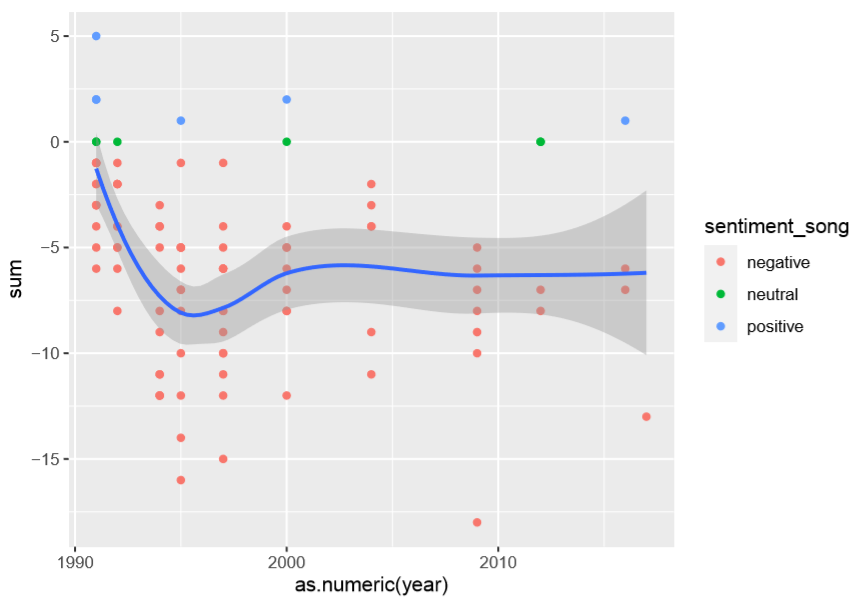 5
0
−5
−10
−15
sum
1990
2000
2010
as.numeric(year)
sentiment_song
negative
neutral
positive